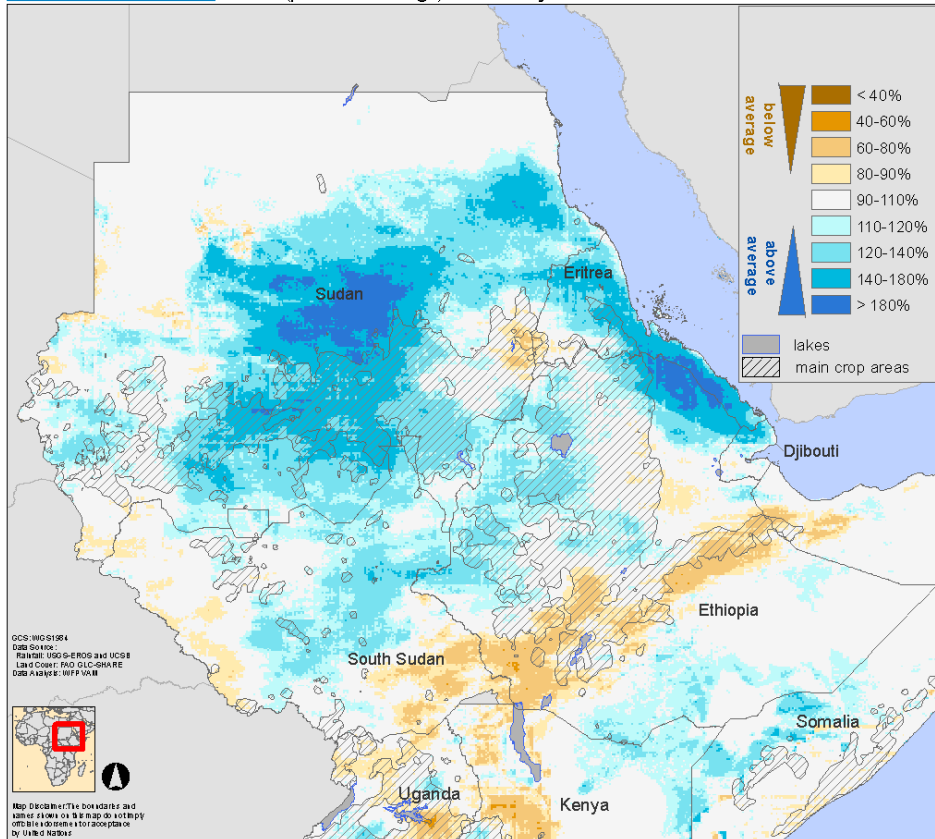 below
average
above
average
< 40%
40-60%
60-80%
80-90%
90-110%
110-120%
120-140%
140-180%
> 180%
lakes
main crop areas
Eritrea
Sudan
Djibouti
Ethiopia
South Sudan
Somalia
Uganda
Kenya
GCS:WGS1984
Data Source:
Rainfall: USGS-EROS and UCSB
Land Cover: FAO GLC-SHARE
Data Analysis: WFP VAM
Map Disclaimer:The boundaries and
names shown on this map do not imply
official endorsement or acceptance
by United Nations